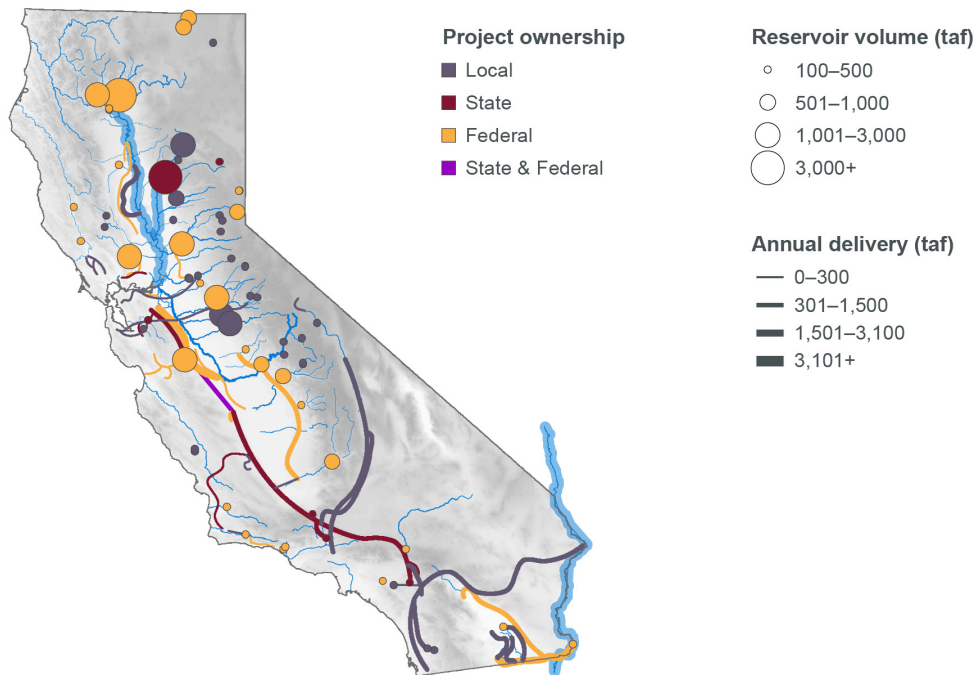 Project ownership
Local
State
Federal
State & Federal
Reservoir volume (taf)
100–500
501–1,000
1,001–3,000
3,000+
Annual delivery (taf)
0–300
301–1,500
1,501–3,100
3,101+